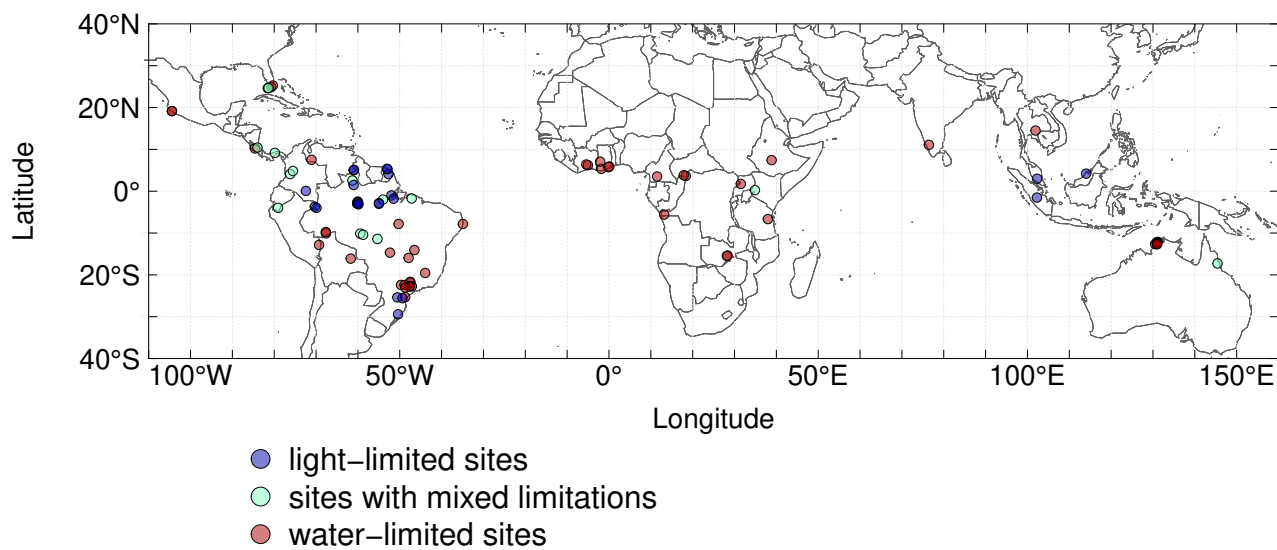 40°N
20°N
0°
20°S
40°S
Latitude
100°W 50°W 0° 50°E 100°E 150°E
Longitude
light−limited sites
sites with mixed limitations
water−limited sites